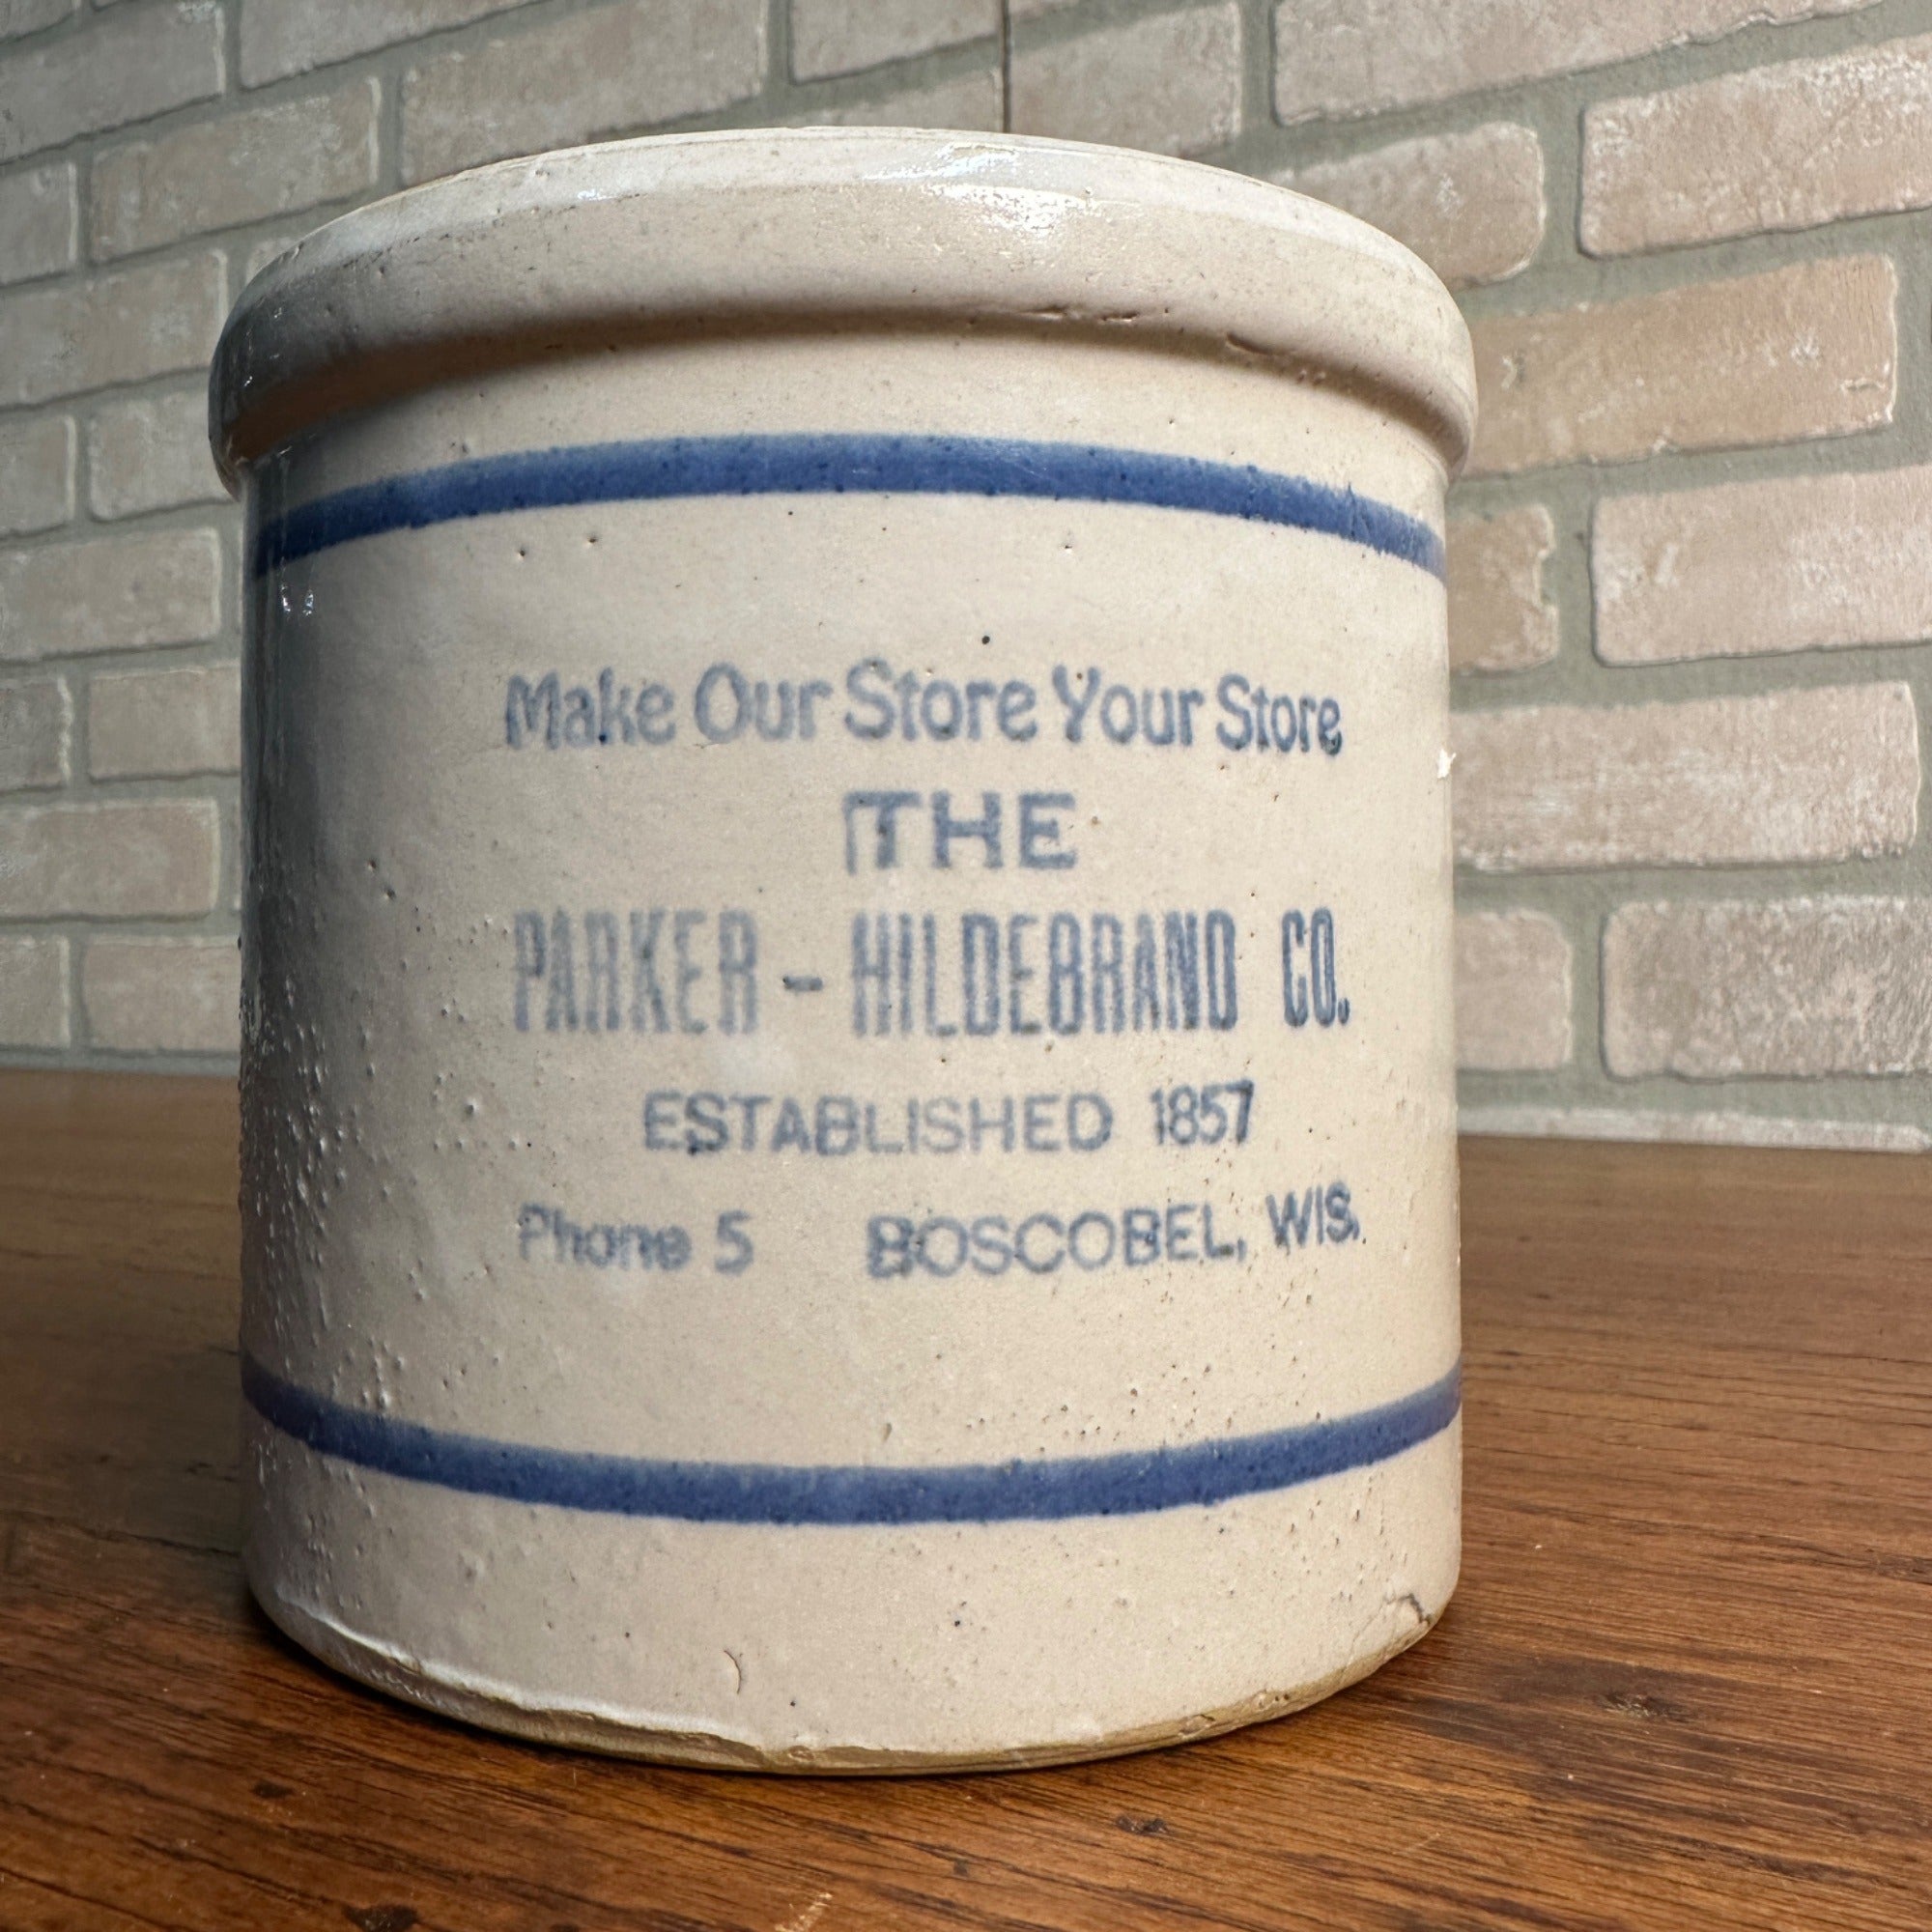 Make Our Store Your Store
THE
PARKER - HILDEBRAND CO.
ESTABLISHED 1857
Phone 5 BOSCOBEL, WIS.